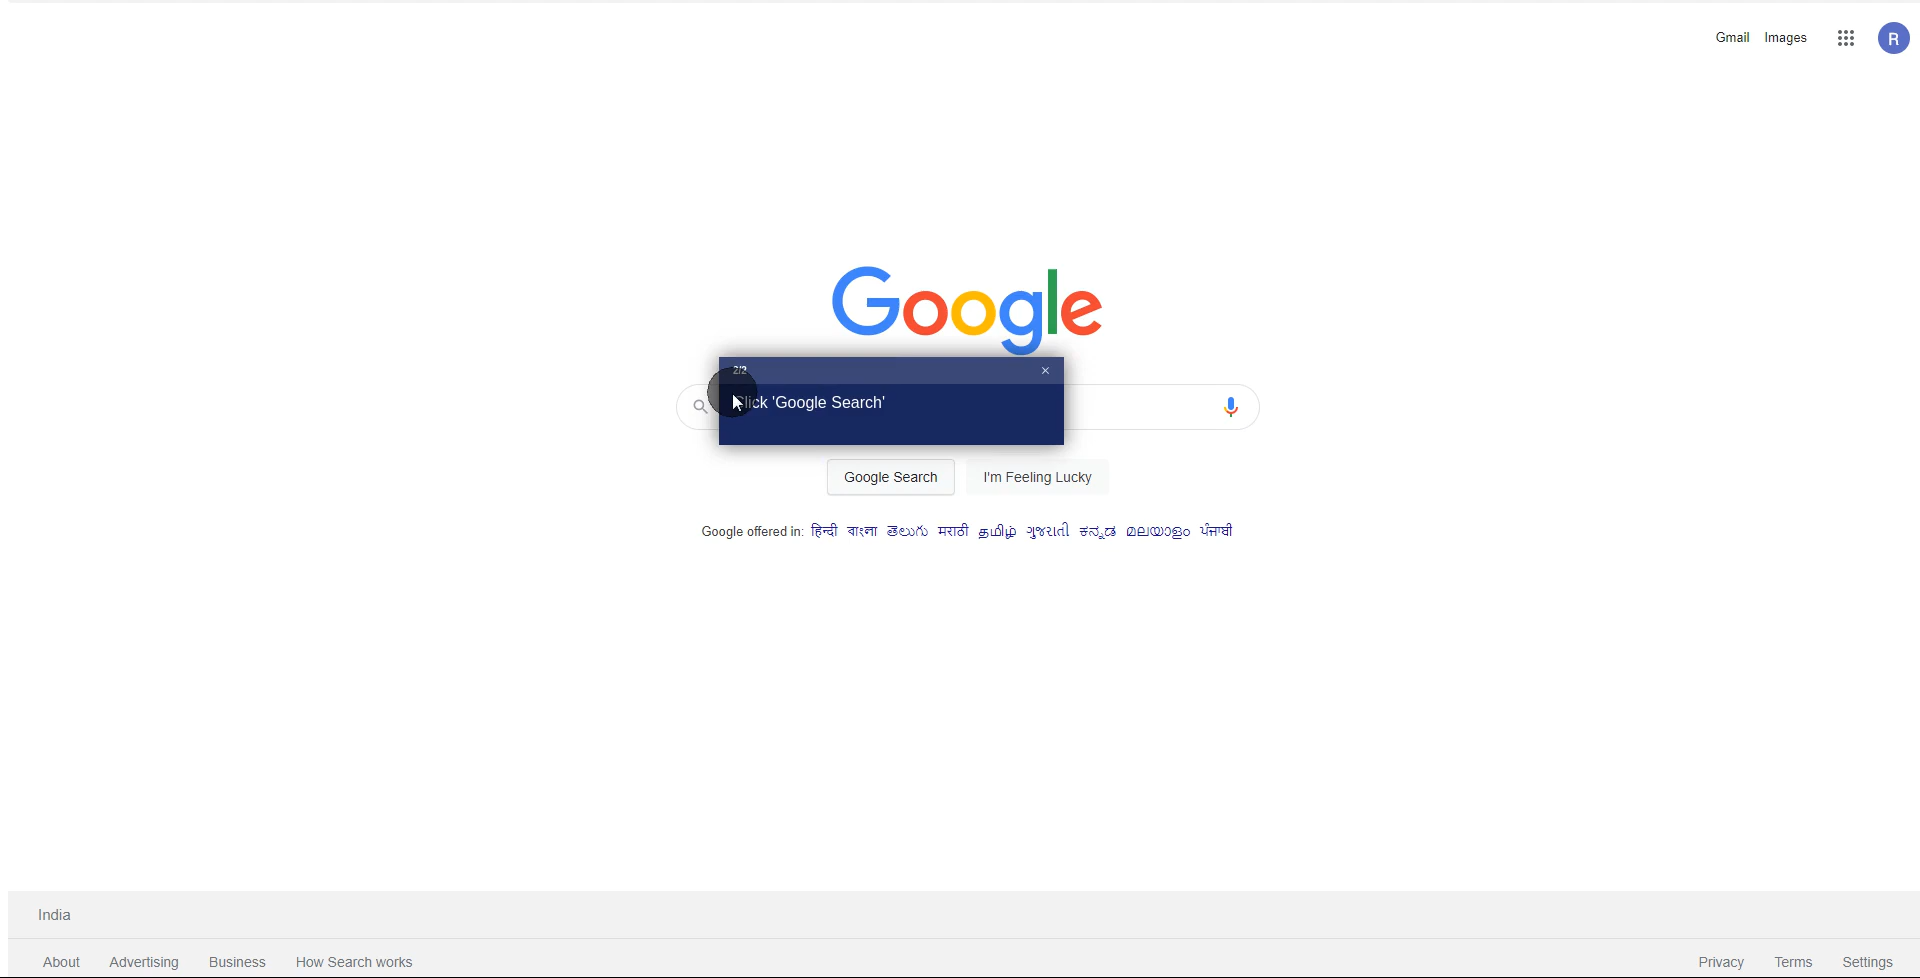 Gmail Images
R
Google
2/2
Click 'Google Search'
Google Search I'm Feeling Lucky
Google offered in: हिन्दी বাংলা తెలుగు मराठी தமிழ் ગુજરાતી ಕನ್ನಡ മലയാളം ਪੰਜਾਬੀ
India
About Advertising Business How Search works Privacy Terms Settings